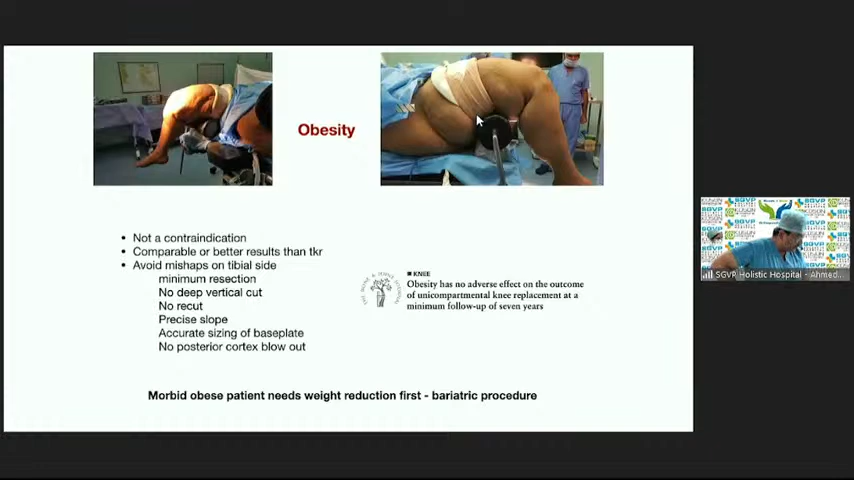 Obesity
• Not a contraindication
• Comparable or better results than tkr
• Avoid mishaps on tibial side
minimum resection
No deep vertical cut
No recut
Precise slope
Accurate sizing of baseplate
No posterior cortex blow out
■ KNEE
Obesity has no adverse effect on the outcome
of unicompartmental knee replacement at a
minimum follow-up of seven years
Morbid obese patient needs weight reduction first - bariatric procedure
SGVP
SGVP Holistic Hospital - Ahmed...